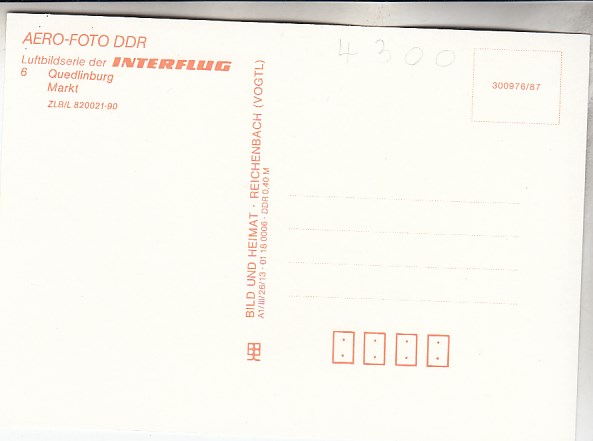 AERO-FOTO DDR
Luftbildserie der INTERFLUG
6 Quedlinburg
Markt
ZLB/L 820021-90
4300
300976/87
BILD UND HEIMAT · REICHENBACH (VOGTL)
A1/III/26/13 · 01 18 0006 · DDR 0,40 M